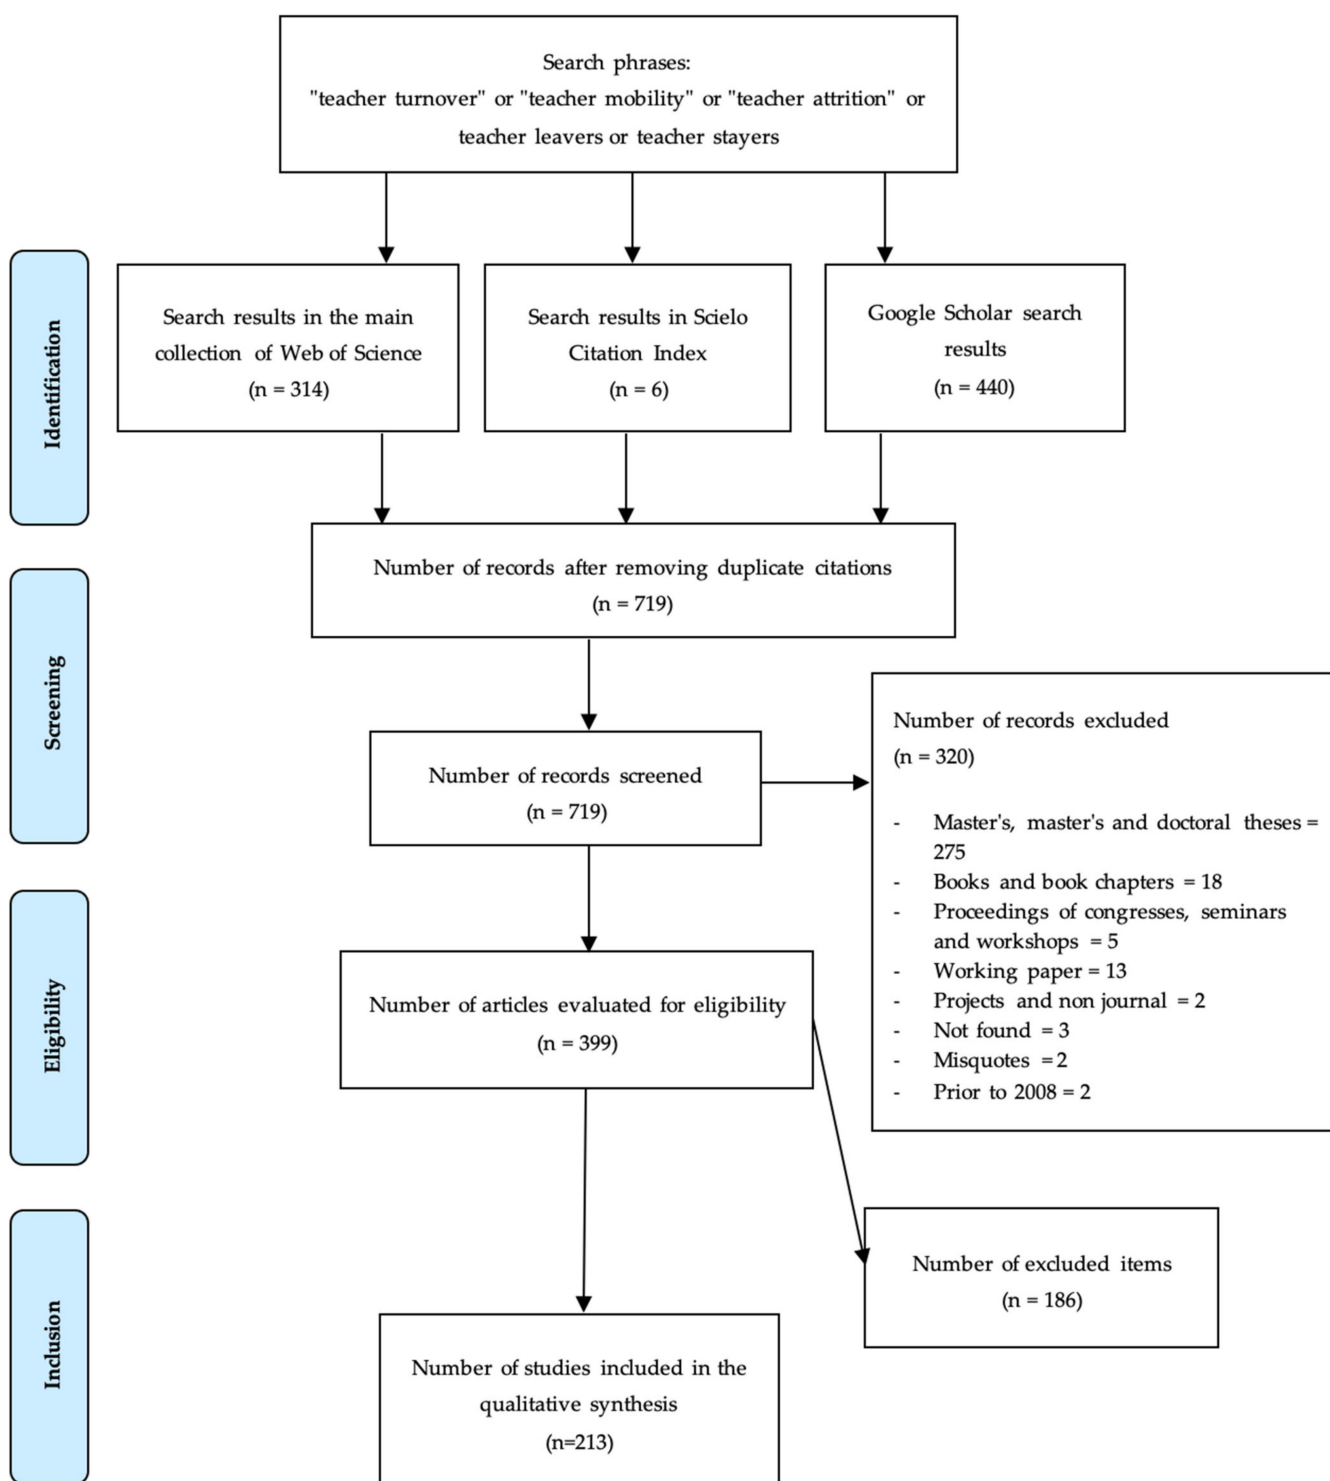 Search phrases:
"teacher turnover" or "teacher mobility" or "teacher attrition" or
teacher leavers or teacher stayers
Identification
Search results in the main
collection of Web of Science
(n = 314)
Search results in Scielo
Citation Index
(n = 6)
Google Scholar search
results
(n = 440)
Number of records after removing duplicate citations
(n = 719)
Screening
Number of records screened
(n = 719)
Number of records excluded
(n = 320)
- Master's, master's and doctoral theses =
275
- Books and book chapters = 18
- Proceedings of congresses, seminars
and workshops = 5
- Working paper = 13
- Projects and non journal = 2
- Not found = 3
- Misquotes = 2
- Prior to 2008 = 2
Eligibility
Number of articles evaluated for eligibility
(n = 399)
Number of excluded items
(n = 186)
Inclusion
Number of studies included in the
qualitative synthesis
(n=213)